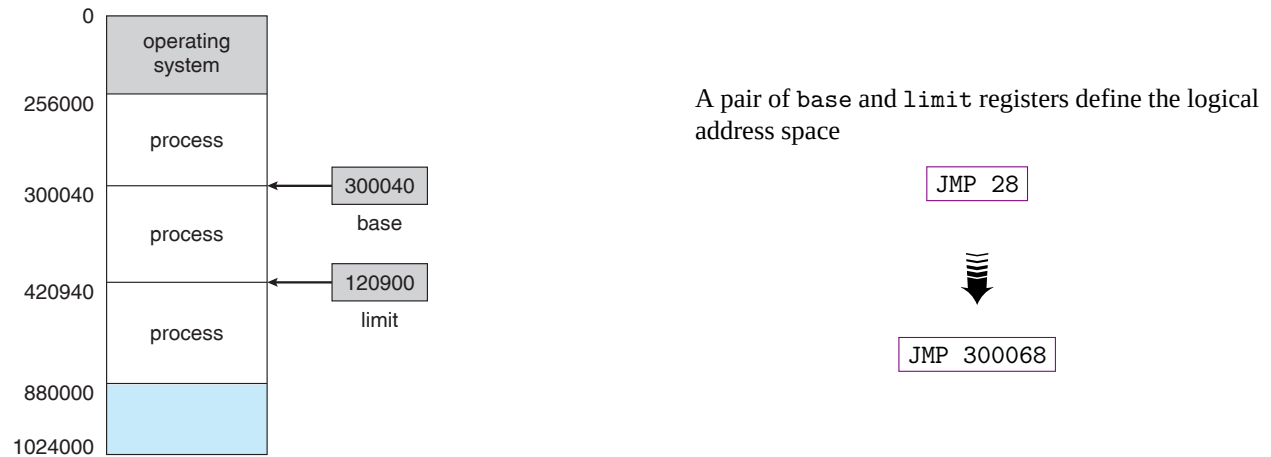 0
operating
system
256000
process
300040
300040
base
process
420940
120900
limit
process
880000
1024000
A pair of base and limit registers define the logical
address space
JMP 28
JMP 300068